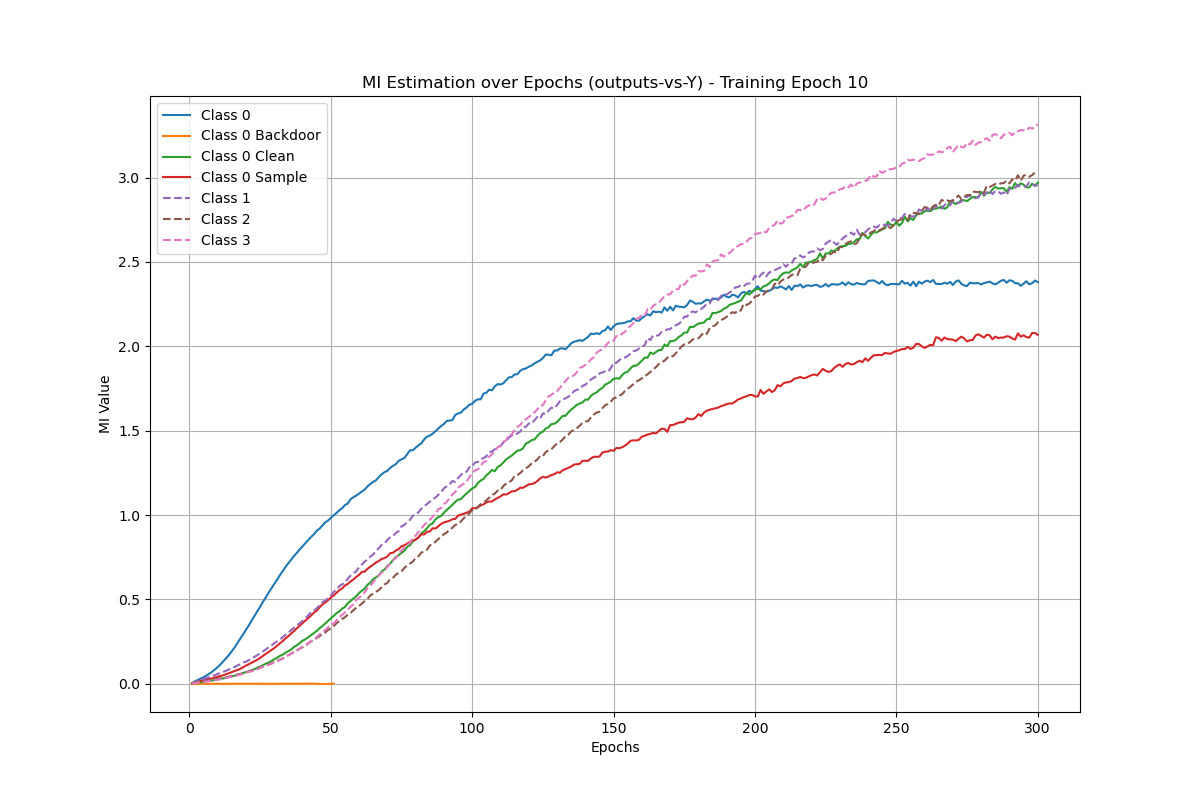 MI Estimation over Epochs (outputs-vs-Y) - Training Epoch 10
Class 0
Class 0 Backdoor
Class 0 Clean
Class 0 Sample
Class 1
Class 2
Class 3
MI Value
3.0
2.5
2.0
1.5
1.0
0.5
0.0
0 50 100 150 200 250 300
Epochs